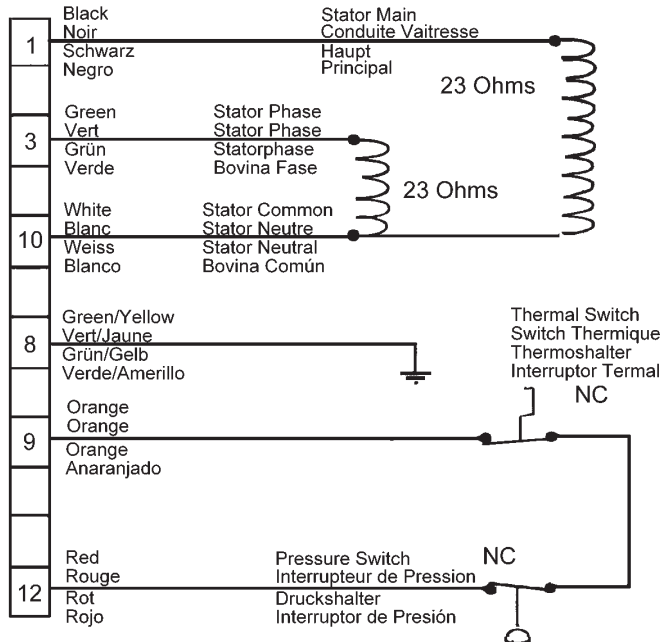 Black
Noir
Schwarz
Negro
Stator Main
Conduite Vaitresse
Haupt
Principal
1
23 Ohms
Green
Vert
Grün
Verde
Stator Phase
Stator Phase
Statorphase
Bovina Fase
3
23 Ohms
White
Blanc
Weiss
Blanco
Stator Common
Stator Neutre
Stator Neutral
Bovina Común
10
Green/Yellow
Vert/Jaune
Grün/Gelb
Verde/Amerillo
8
Thermal Switch
Switch Thermique
Thermoshalter
Interruptor Termal
NC
Orange
Orange
Orange
Anaranjado
9
Red
Rouge
Rot
Rojo
Pressure Switch
Interrupteur de Pression
Druckshalter
Interruptor de Presión
NC
12